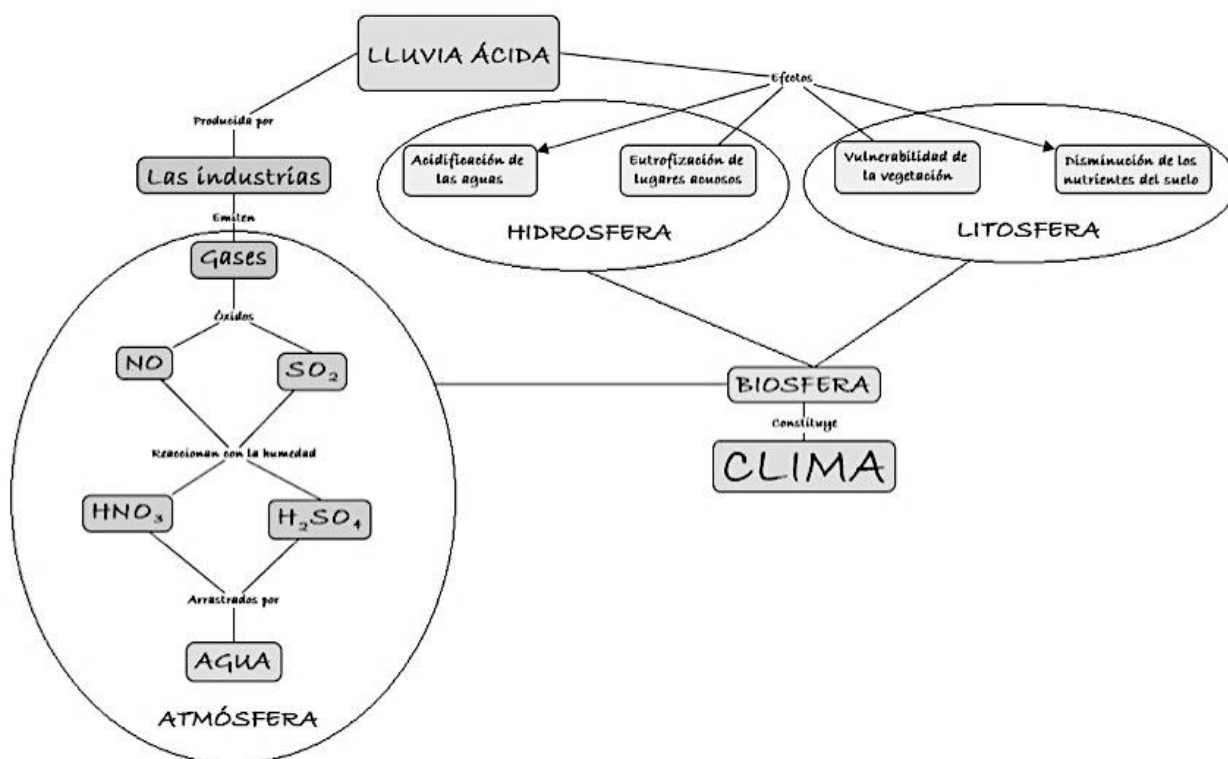 LLUVIA ÁCIDA
Efectos
Producida por
Las industrias
Emiten
Gases
Óxidos
NO
SO₂
Reaccionan con la humedad
HNO₃
H₂SO₄
Arrastrados por
AGUA
ATMÓSFERA
Acidificación de
las aguas
Eutrofización de
lugares acuosos
HIDROSFERA
Vulnerabilidad de
la vegetación
Disminución de los
nutrientes del suelo
LITOSFERA
BIOSFERA
Constituye
CLIMA